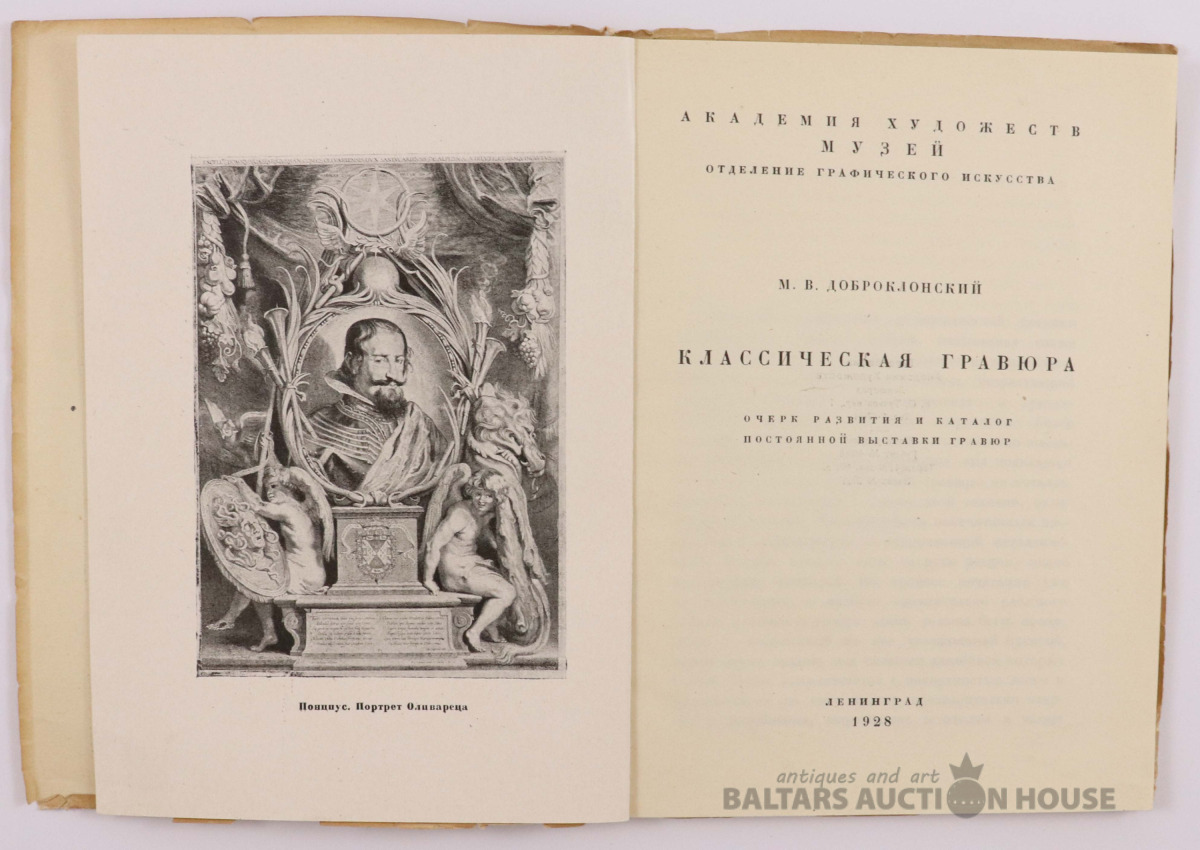 Понциус. Портрет Оливареца
АКАДЕМИЯ ХУДОЖЕСТВ
МУЗЕЙ
ОТДЕЛЕНИЕ ГРАФИЧЕСКОГО ИСКУССТВА
М. В. ДОБРОКЛОНСКИЙ
КЛАССИЧЕСКАЯ ГРАВЮРА
ОЧЕРК РАЗВИТИЯ И КАТАЛОГ
ПОСТОЯННОЙ ВЫСТАВКИ ГРАВЮР
ЛЕНИНГРАД
1928
antiques and art
BALTARS AUCTION HOUSE